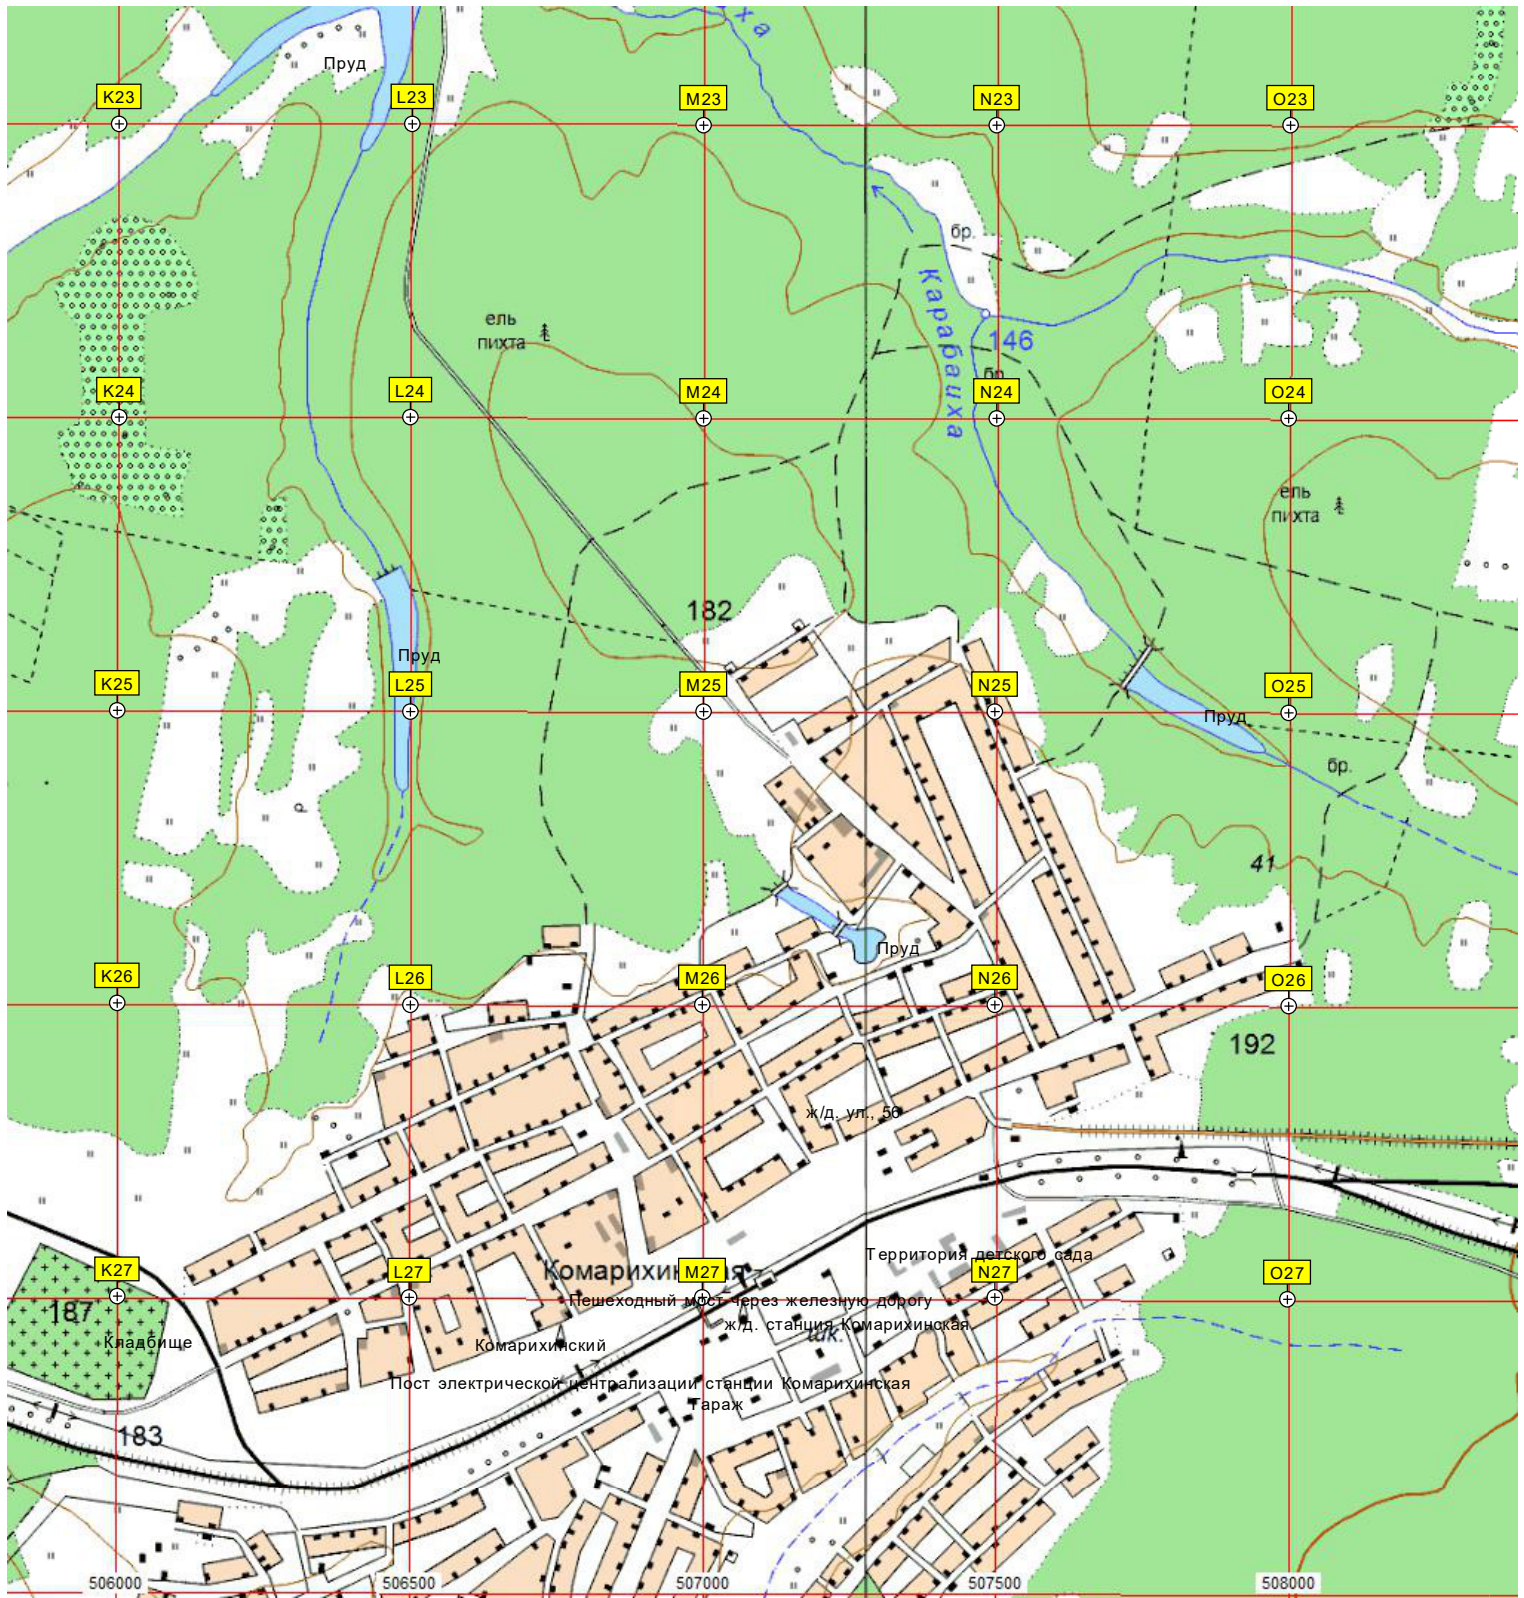 ха
Пруд
K23
L23
M23
N23
O23
бр.
Карабаиха
ель
пихта
146
бр.
K24
L24
M24
N24
O24
ель
пихта
182
Пруд
K25
L25
M25
N25
O25
Пруд
бр.
41
Пруд
K26
L26
M26
N26
O26
192
ж/д. ул., 56
Территория детского сада
K27
L27
Комарихинская
M27
N27
O27
187
Пешеходный мост через железную дорогу
ж/д. станция Комарихинская
шк.
Кладбище
Комарихинский
Пост электрической централизации станции Комарихинская
Гараж
183
506000
506500
507000
507500
508000